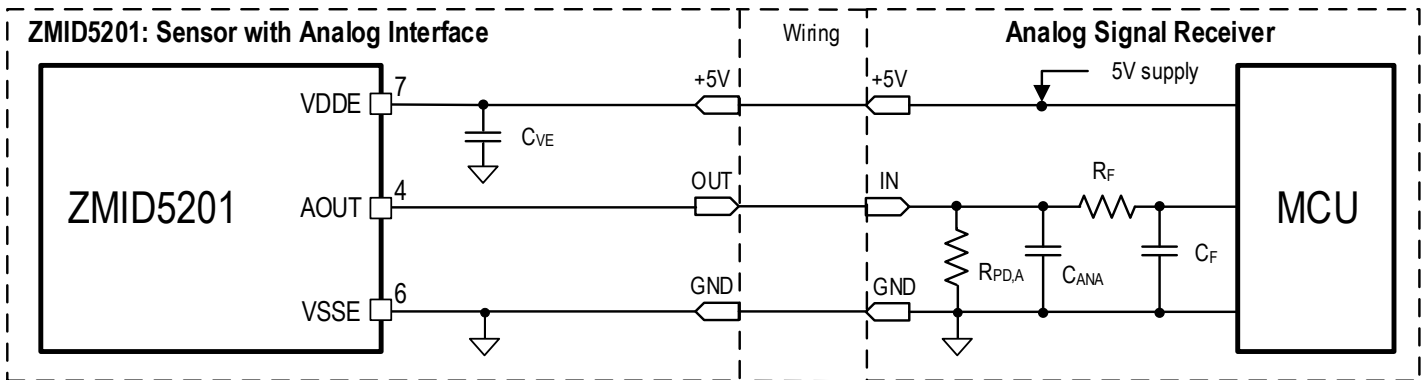 ZMID5201: Sensor with Analog Interface
Wiring
Analog Signal Receiver
7
+5V
+5V
5V supply
VDDE
CVE
4
OUT
IN
RF
ZMID5201
AOUT
MCU
RPD,A
CANA
CF
6
GND
GND
VSSE